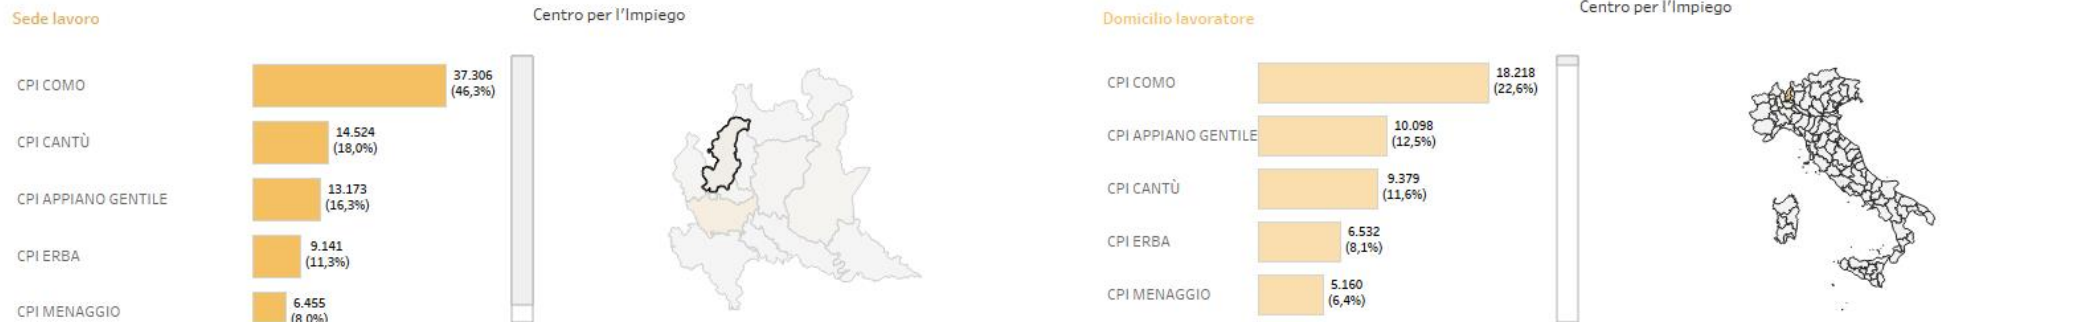 Sede lavoro
Centro per l'Impiego
CPI COMO
37.306
(46,3%)
CPI CANTÙ
14.524
(18,0%)
CPI APPIANO GENTILE
13.173
(16,3%)
CPI ERBA
9.141
(11,3%)
CPI MENAGGIO
6.455
(8,0%)
Domicilio lavoratore
Centro per l'Impiego
CPI COMO
18.218
(22,6%)
CPI APPIANO GENTILE
10.098
(12,5%)
CPI CANTÙ
9.379
(11,6%)
CPI ERBA
6.532
(8,1%)
CPI MENAGGIO
5.160
(6,4%)